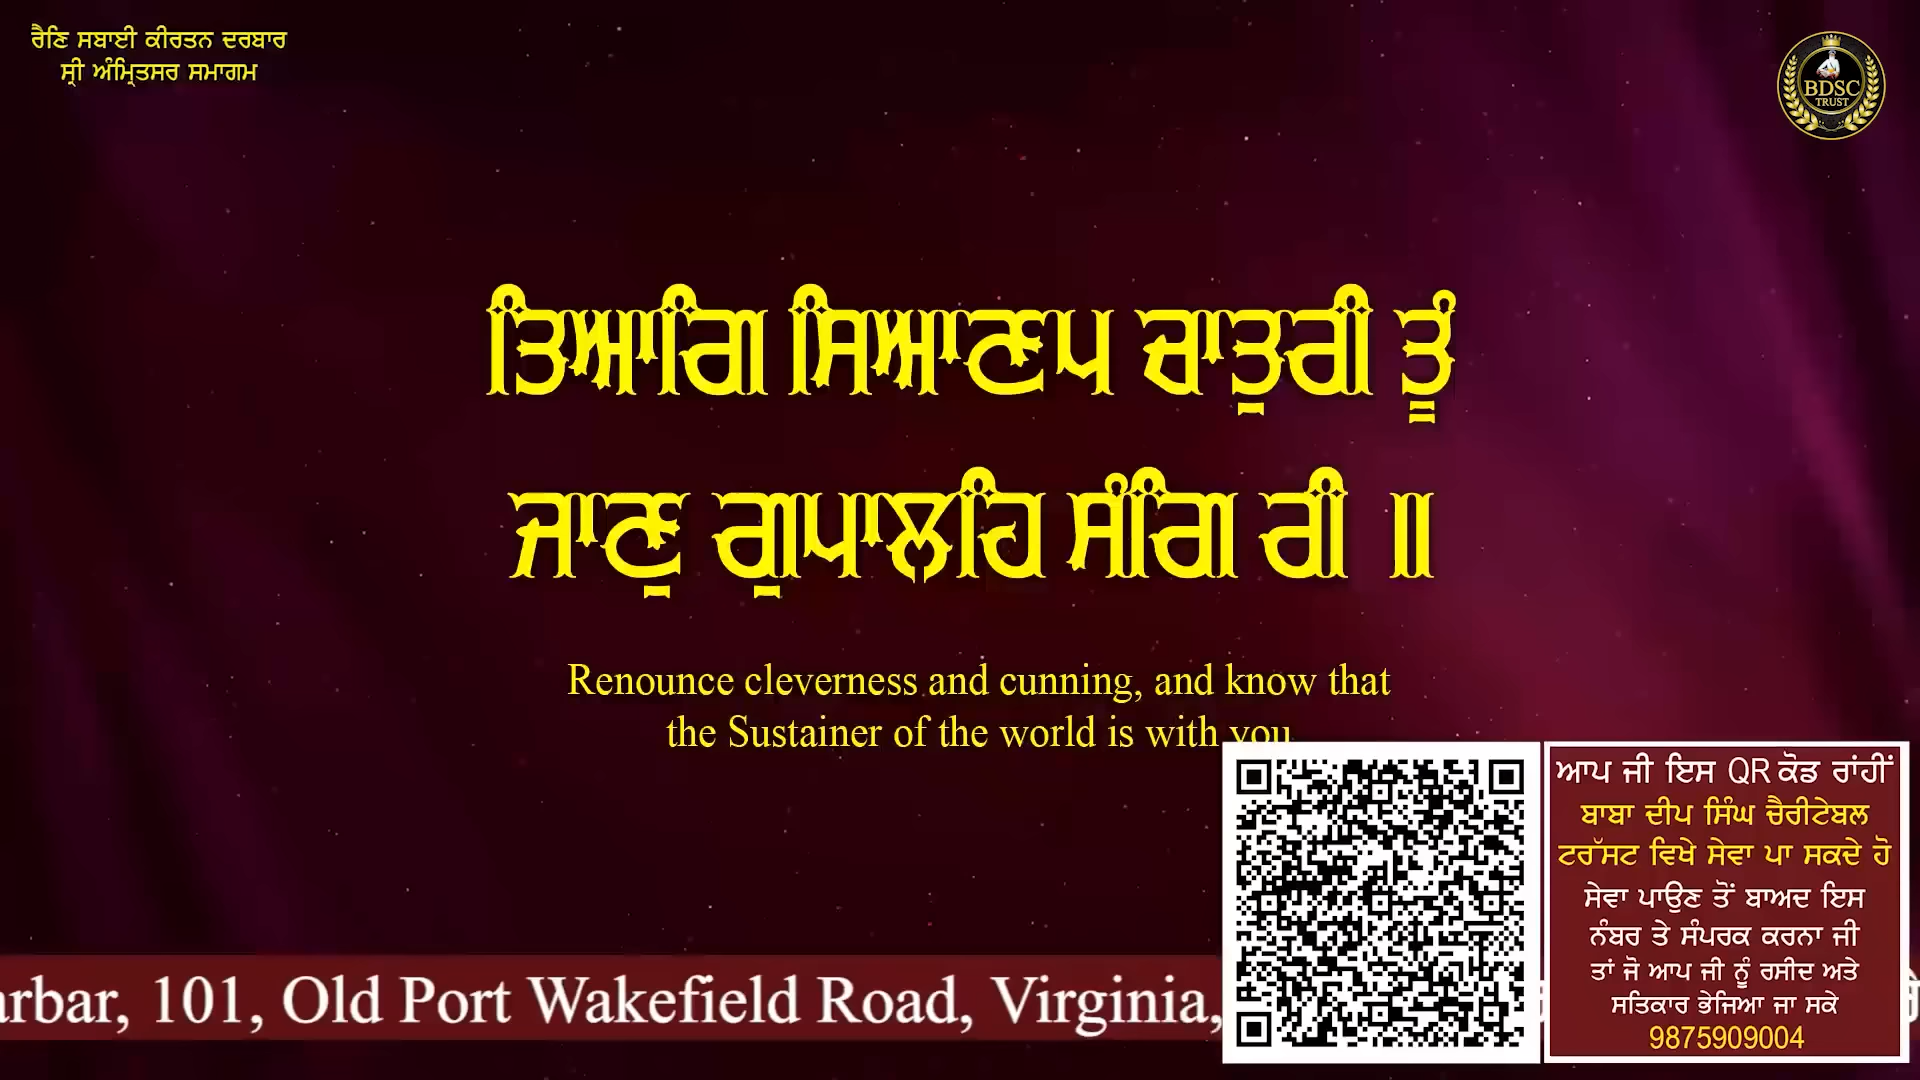 ਰੈਣਿ ਸਬਾਈ ਕੀਰਤਨ ਦਰਬਾਰ
ਸ੍ਰੀ ਅੰਮ੍ਰਿਤਸਰ ਸਮਾਗਮ
BDSC
TRUST
ਤਿਆਗਿ ਸਿਆਣਪ ਚਾਤੁਰੀ ਤੂੰ
ਜਾਣੁ ਗੁਪਾਲਹਿ ਸੰਗਿ ਰੀ ॥
Renounce cleverness and cunning, and know that
the Sustainer of the world is with you
ਆਪ ਜੀ ਇਸ QR ਕੋਡ ਰਾਂਹੀਂ
ਬਾਬਾ ਦੀਪ ਸਿੰਘ ਚੈਰੀਟੇਬਲ
ਟਰੱਸਟ ਵਿਖੇ ਸੇਵਾ ਪਾ ਸਕਦੇ ਹੋ
ਸੇਵਾ ਪਾਉਣ ਤੋਂ ਬਾਅਦ ਇਸ
ਨੰਬਰ ਤੇ ਸੰਪਰਕ ਕਰਨਾ ਜੀ
ਤਾਂ ਜੋ ਆਪ ਜੀ ਨੂੰ ਰਸੀਦ ਅਤੇ
ਸਤਿਕਾਰ ਭੇਜਿਆ ਜਾ ਸਕੇ
9875909004
arbar, 101, Old Port Wakefield Road, Virginia,